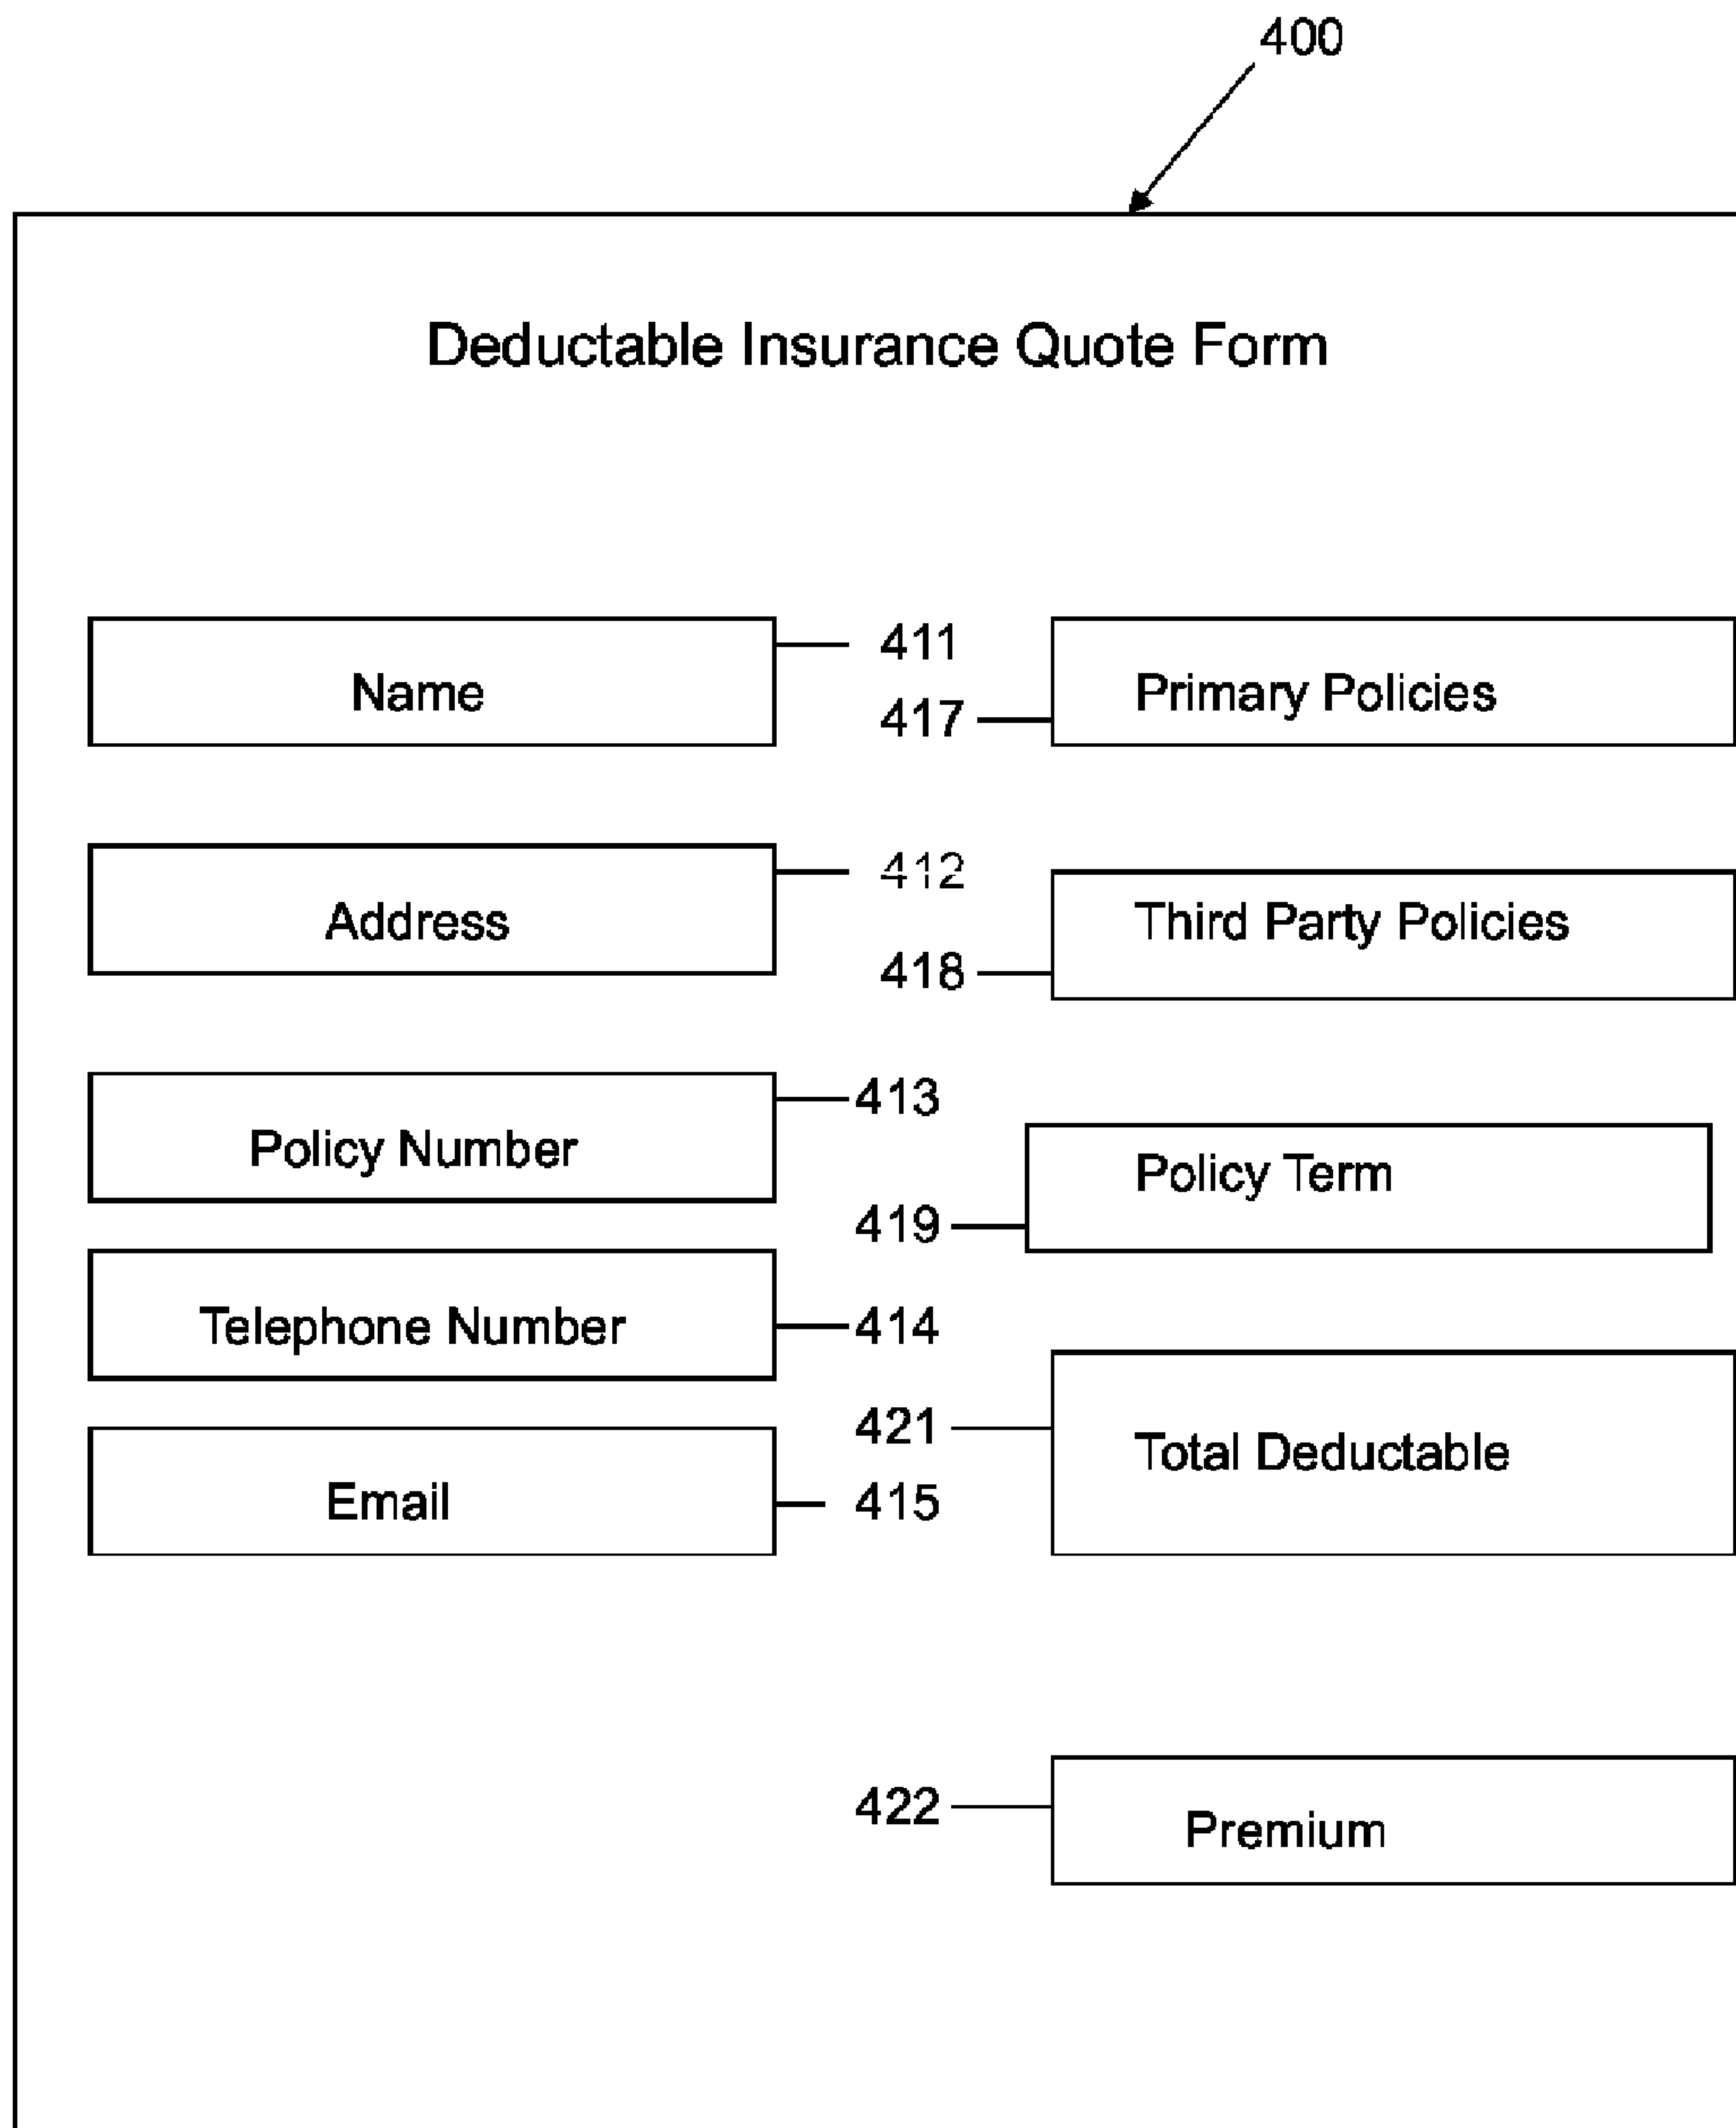 400
Deductable Insurance Quote Form
Name
411
417
Primary Policies
Address
412
418
Third Party Policies
Policy Number
413
419
Policy Term
Telephone Number
414
421
Total Deductable
Email
415
422
Premium